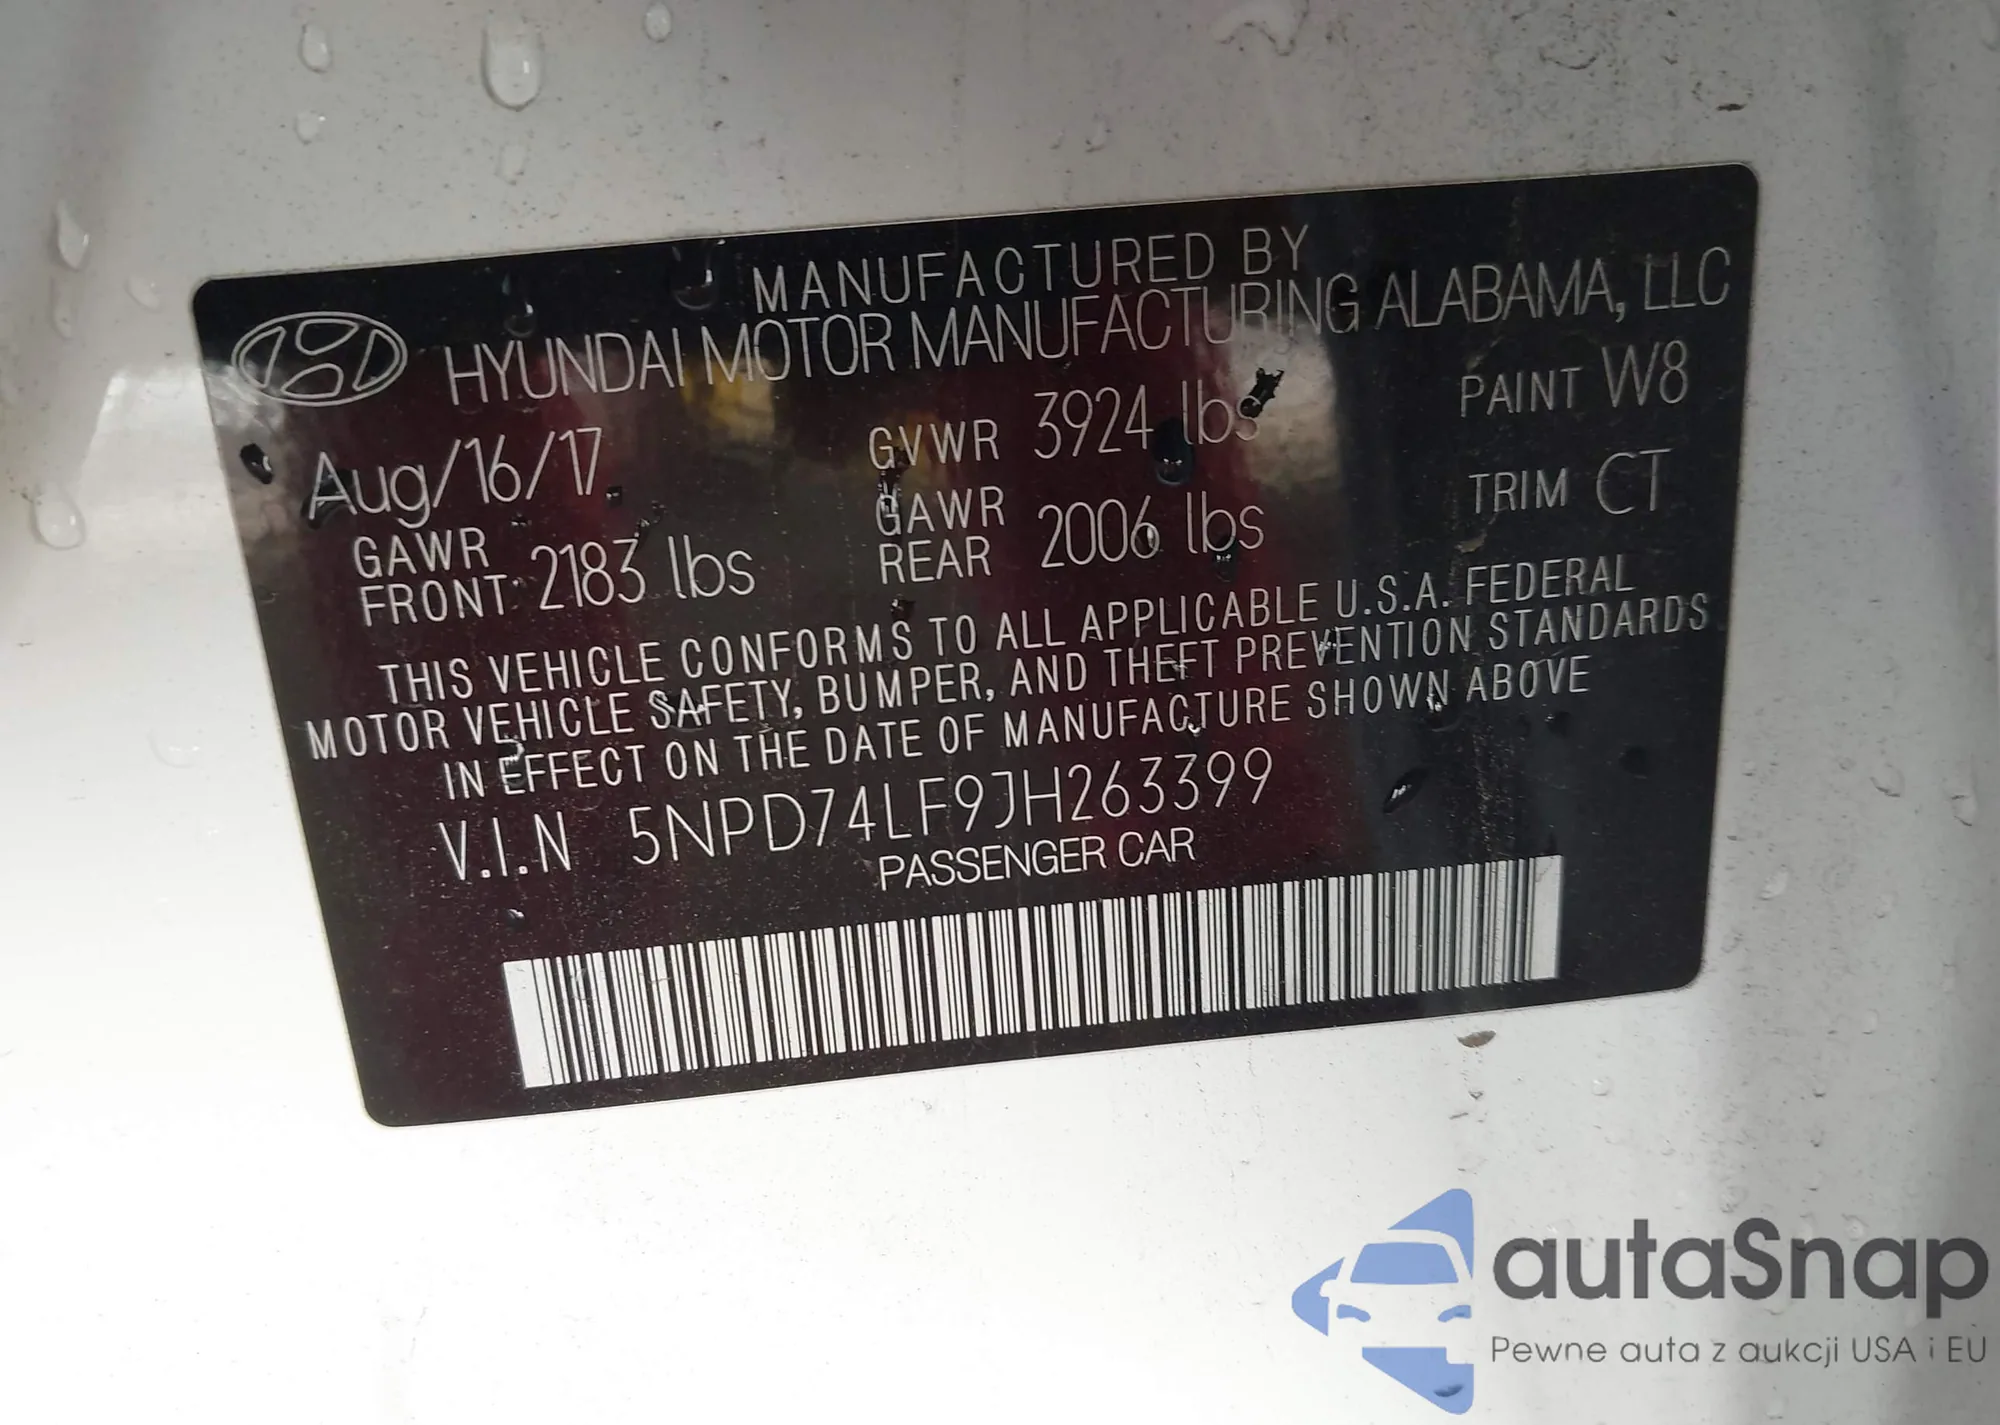 MANUFACTURED BY
HYUNDAI MOTOR MANUFACTURING ALABAMA, LLC
Aug/16/17 GVWR 3924 lbs PAINT W8
GAWR FRONT: 2183 lbs GAWR REAR 2006 lbs TRIM CT
THIS VEHICLE CONFORMS TO ALL APPLICABLE U.S.A. FEDERAL
MOTOR VEHICLE SAFETY, BUMPER, AND THEFT PREVENTION STANDARDS
IN EFFECT ON THE DATE OF MANUFACTURE SHOWN ABOVE
V.I.N 5NPD74LF9JH263399
PASSENGER CAR
autaSnap
Pewne auta z aukcji USA i EU